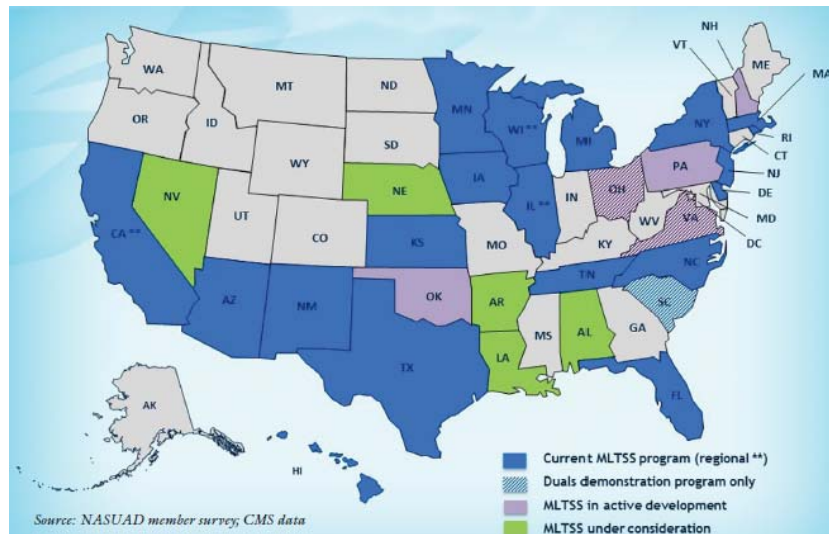 NH
VT
ME
MA
WA
MT
ND
MN
OR
ID
SD
WI **
MI
NY
RI
CT
WY
NJ
IA
PA
NE
DE
NV
OH
IN
IL **
MD
UT
WV
VA
CO
DC
CA **
KS
MO
KY
NC
TN
OK
AZ
NM
AR
SC
MS
AL
GA
LA
TX
AK
FL
HI
Current MLTSS program (regional **)
Duals demonstration program only
MLTSS in active development
MLTSS under consideration
Source: NASUAD member survey; CMS data